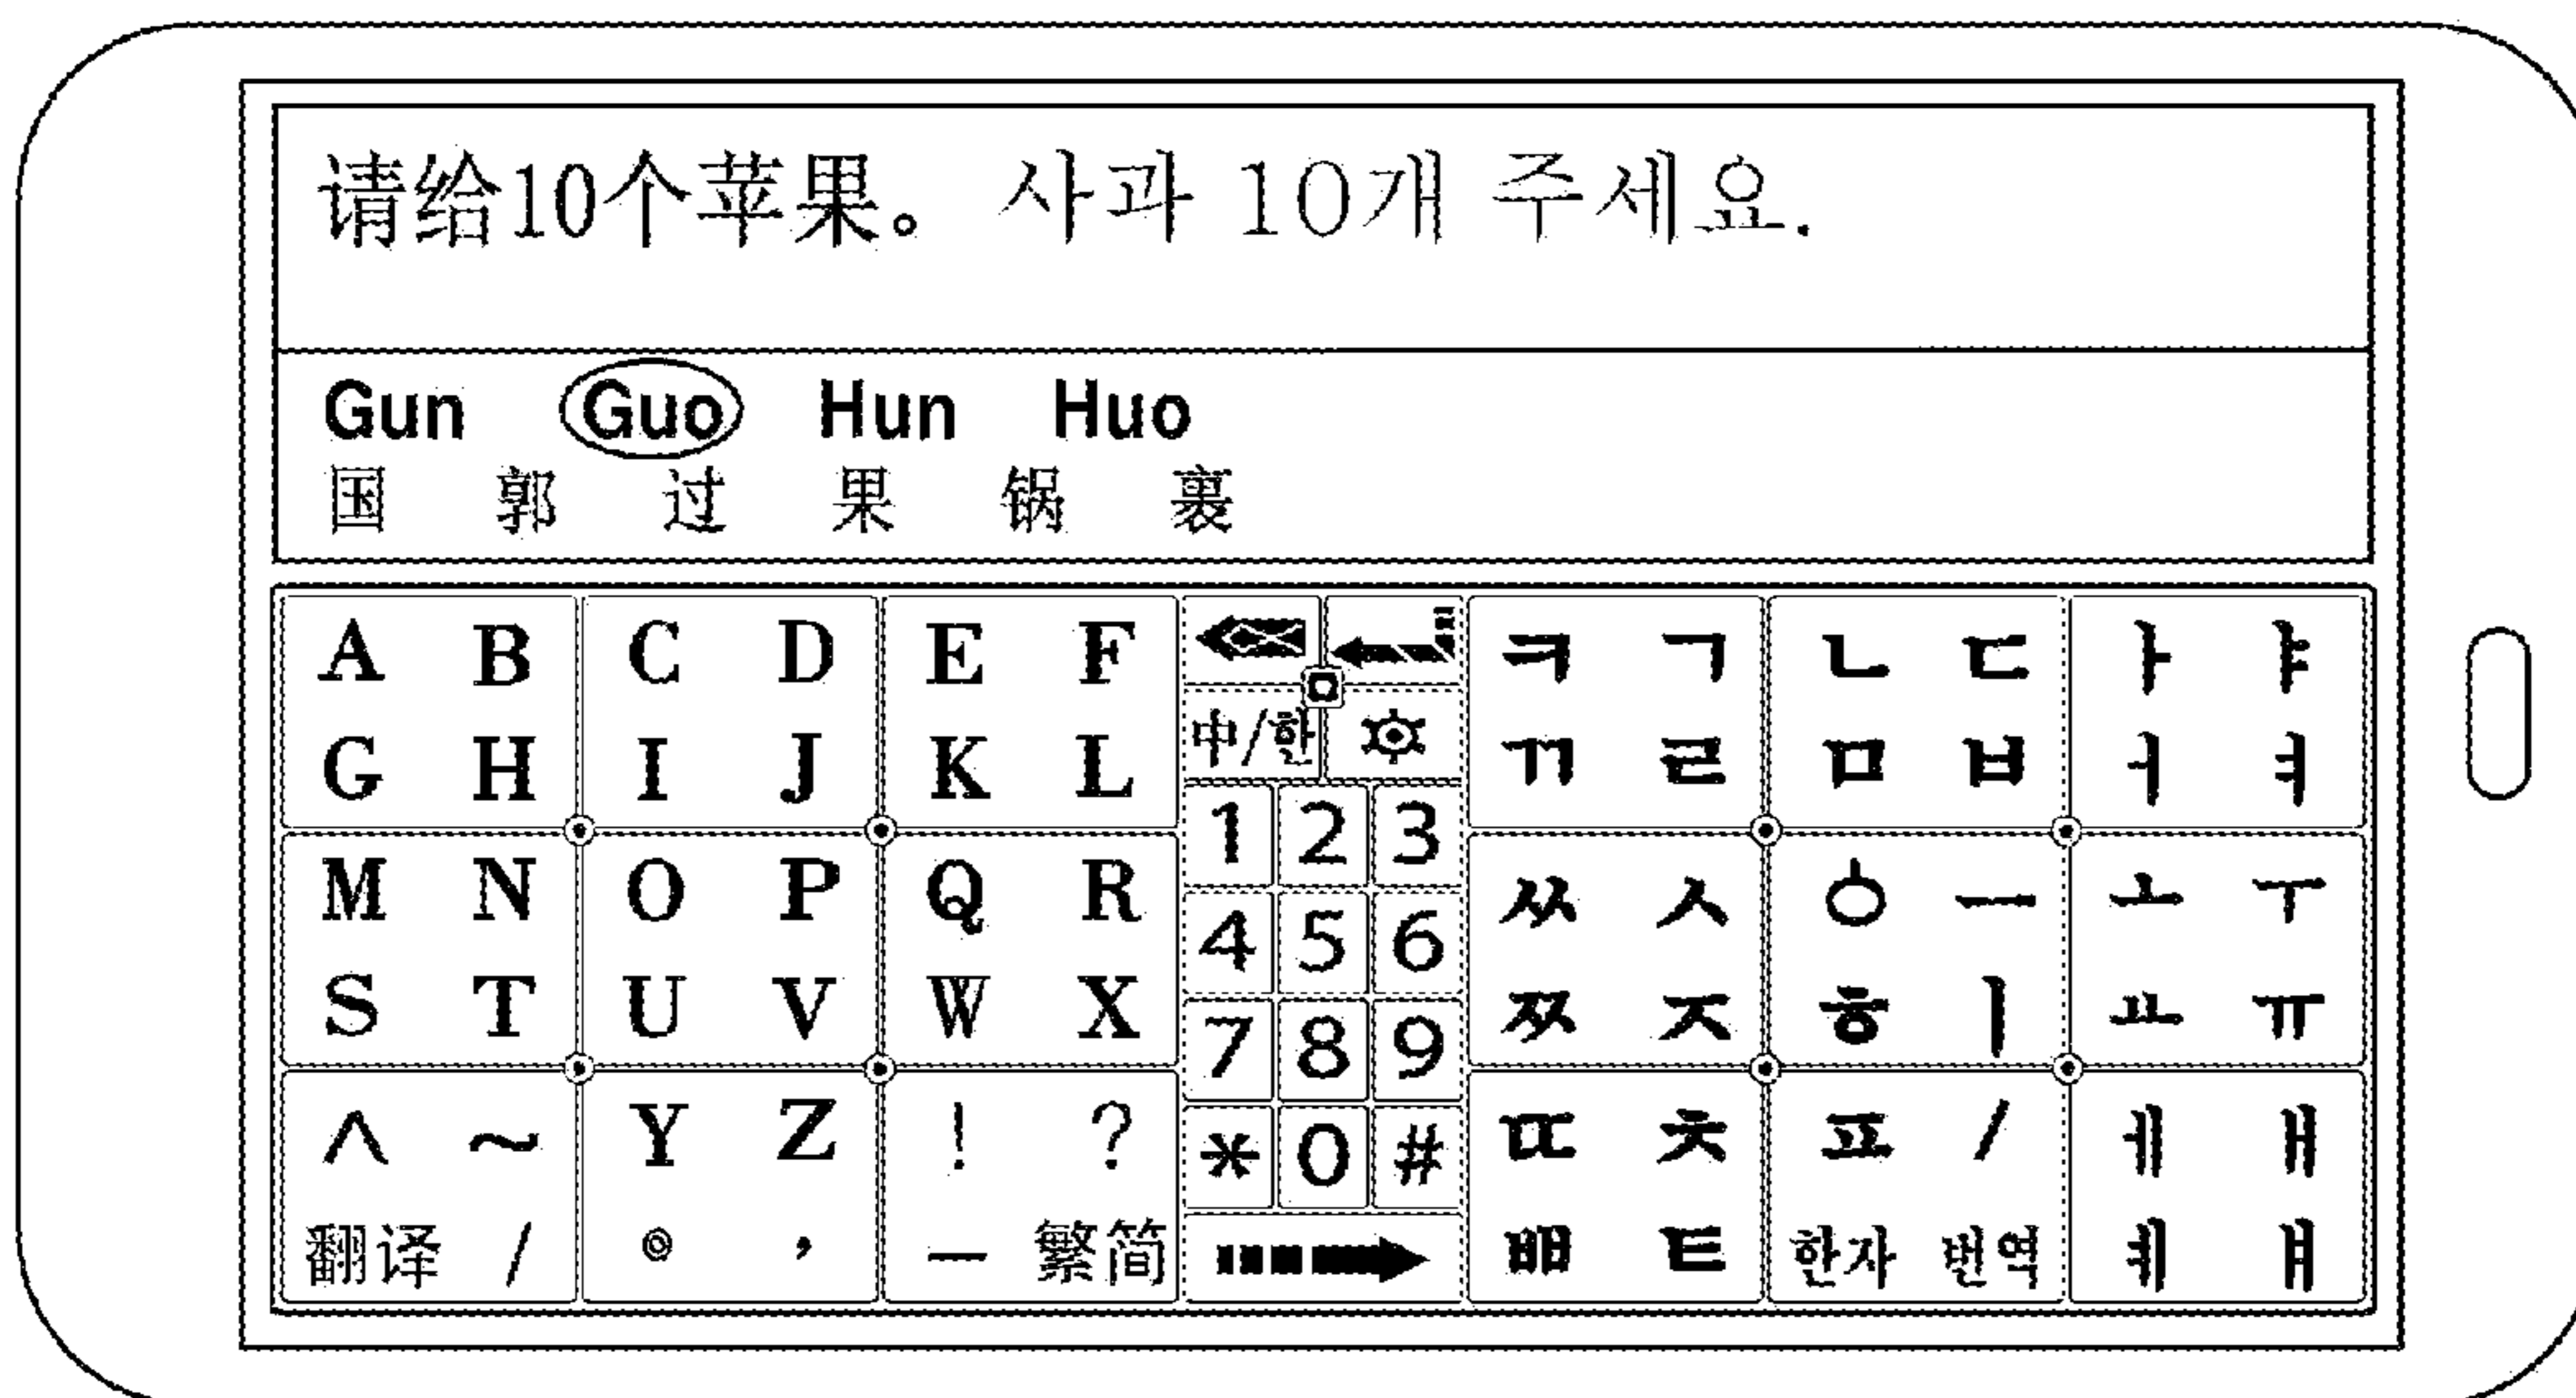 请给10个苹果。 사과 10개 주세요.
Gun Guo Hun Huo
国 郭 过 果 锅 裹
A B C D E F ㅋ ㄱ ㄴ ㄷ ㅏ ㅑ
G H I J K L 中/한 ㄲ ㄹ ㅁ ㅂ ㅓ ㅕ
1 2 3
M N O P Q R ㅆ ㅅ ㅇ ㅡ ㅗ ㅜ
4 5 6
S T U V W X ㅉ ㅈ ㅎ ㅣ ㅛ ㅠ
7 8 9
^ ~ Y Z ! ? * 0 # ㄸ ㅊ ㅍ / ㅔ ㅐ
翻译 / ◎ , — 繁简 ㅃ ㅌ 한자 번역 ㅖ ㅒ